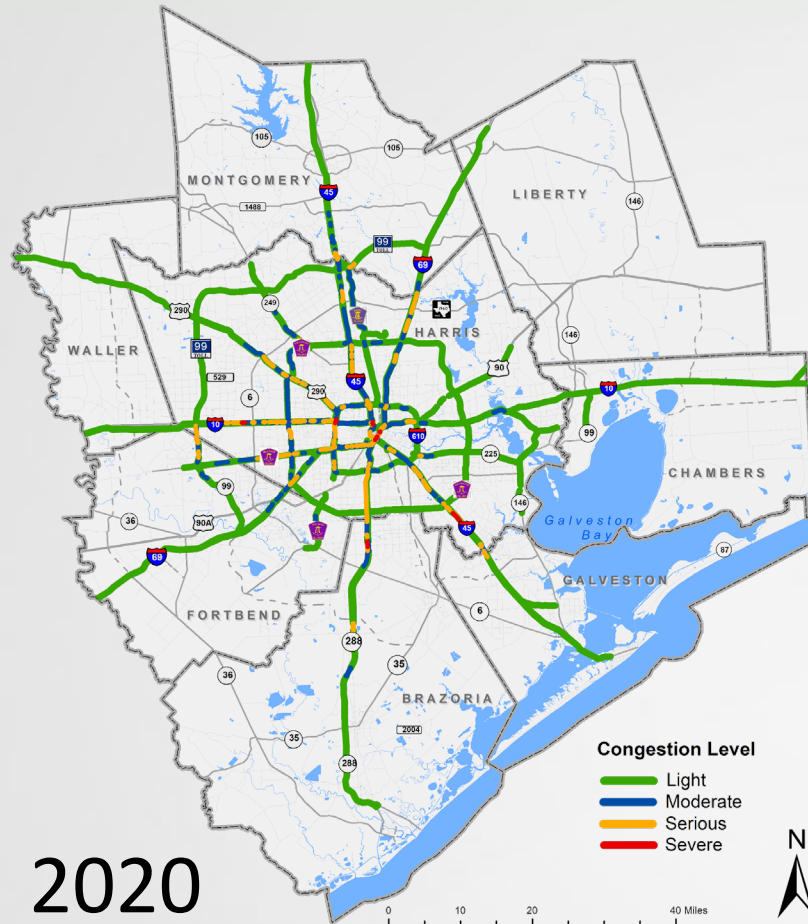 105
105
MONTGOMERY
45
1488
LIBERTY
146
99
69
290
249
HARRIS
146
WALLER
99
529
45
90
6
290
10
10
610
99
225
CHAMBERS
99
146
36
90A
45
Galveston
Bay
87
69
GALVESTON
FORTBEND
6
288
35
36
BRAZORIA
35
2004
288
Congestion Level
Light
Moderate
Serious
Severe
2020
N
0 10 20 40 Miles